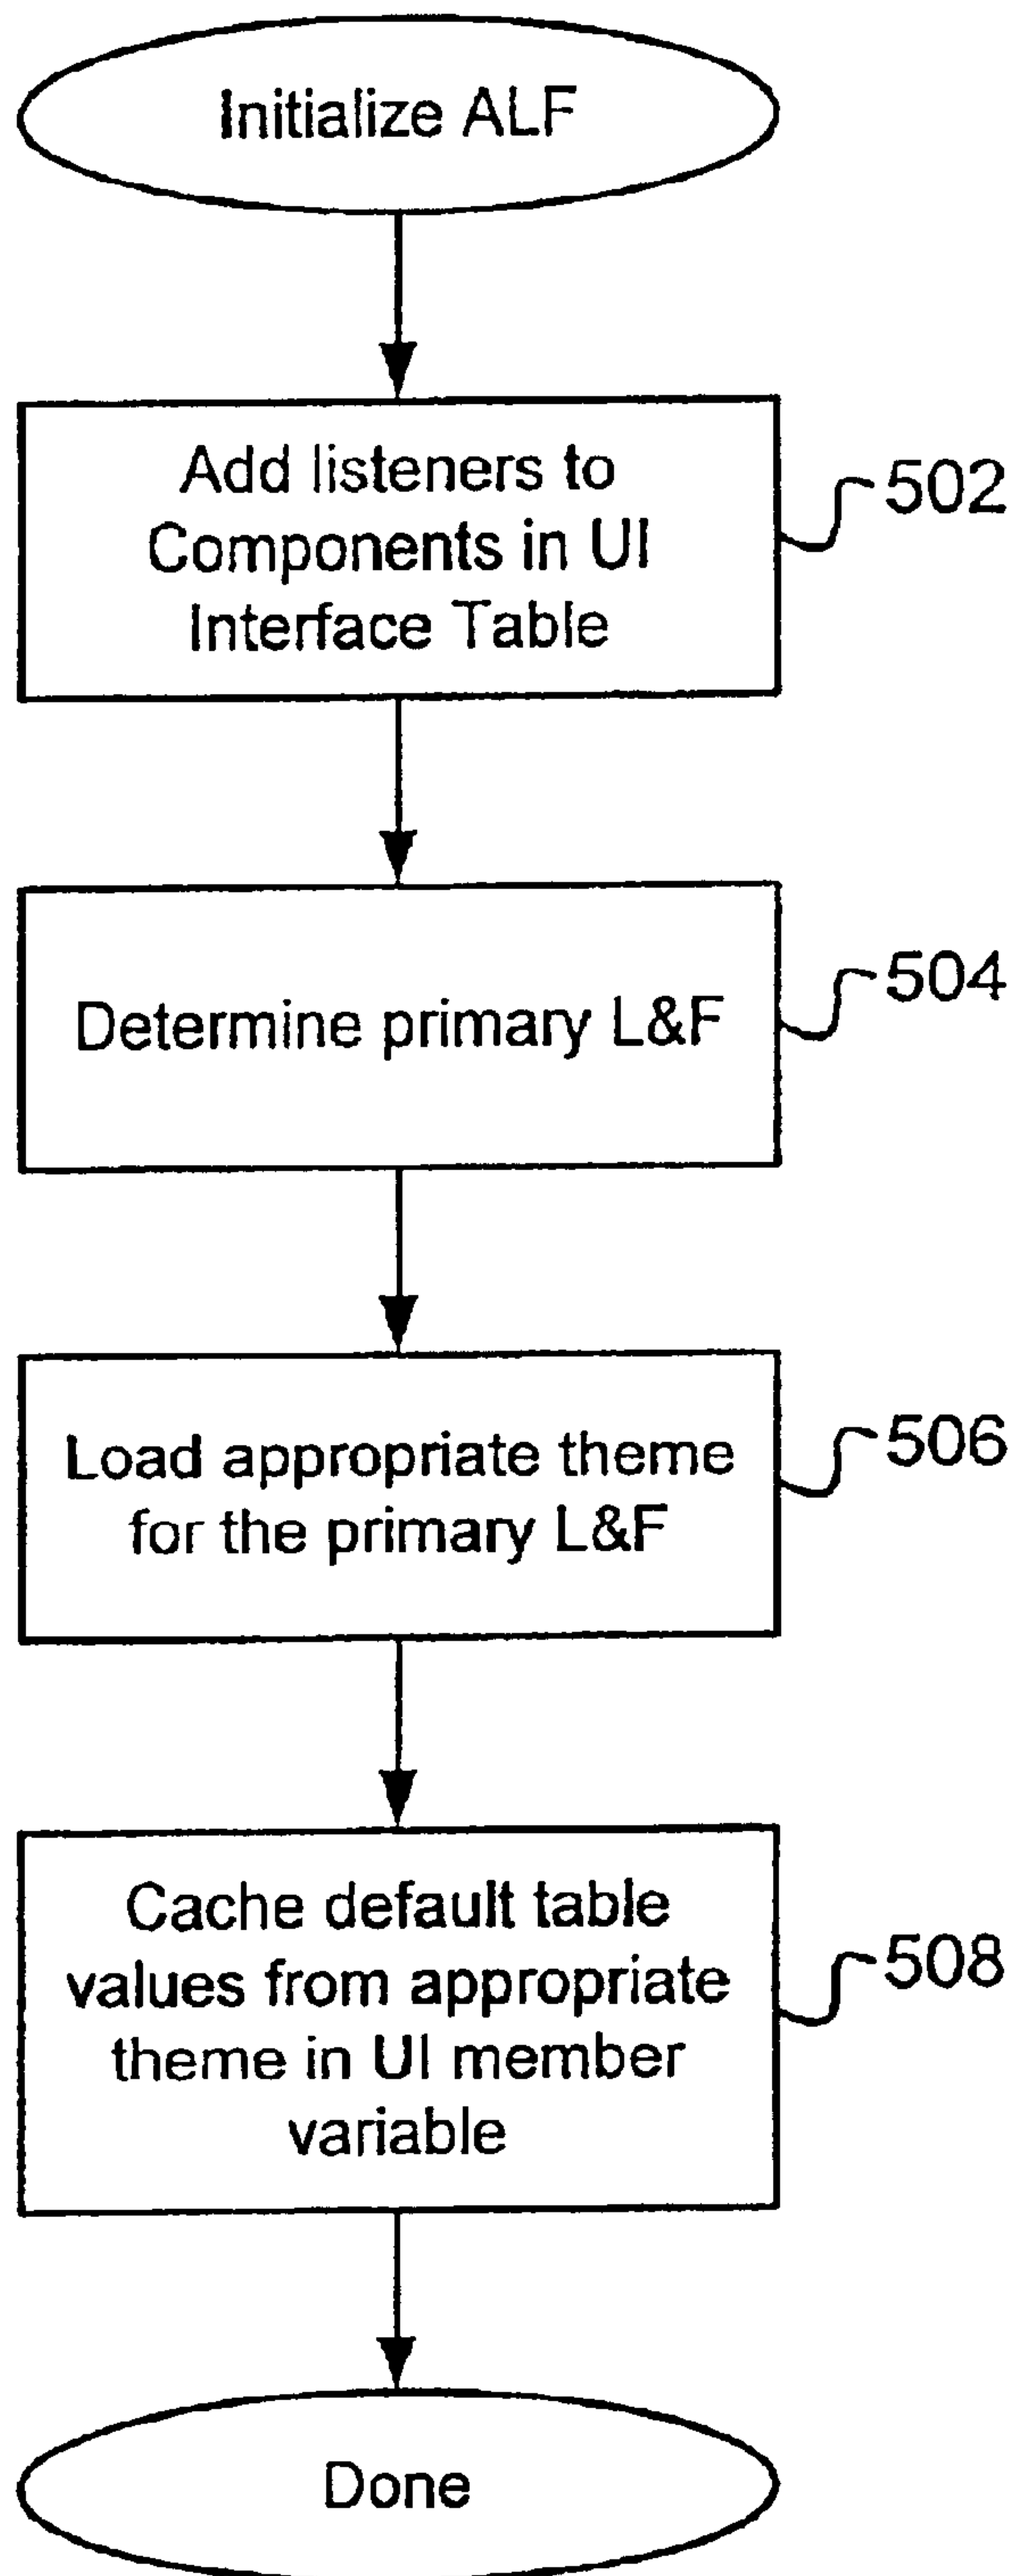 Initialize ALF
Add listeners to
Components in UI
Interface Table
502
Determine primary L&F
504
Load appropriate theme
for the primary L&F
506
Cache default table
values from appropriate
theme in UI member
variable
508
Done